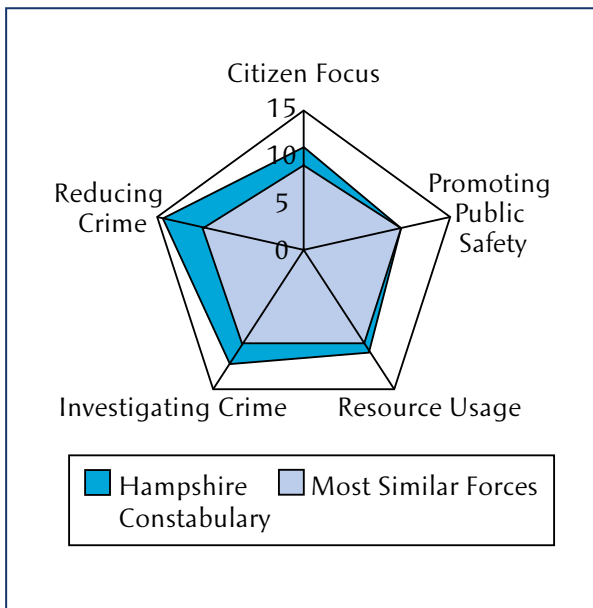 Citizen Focus
15
10
5
0
Reducing
Crime
Promoting
Public
Safety
Investigating Crime
Resource Usage
Hampshire
Constabulary
Most Similar Forces